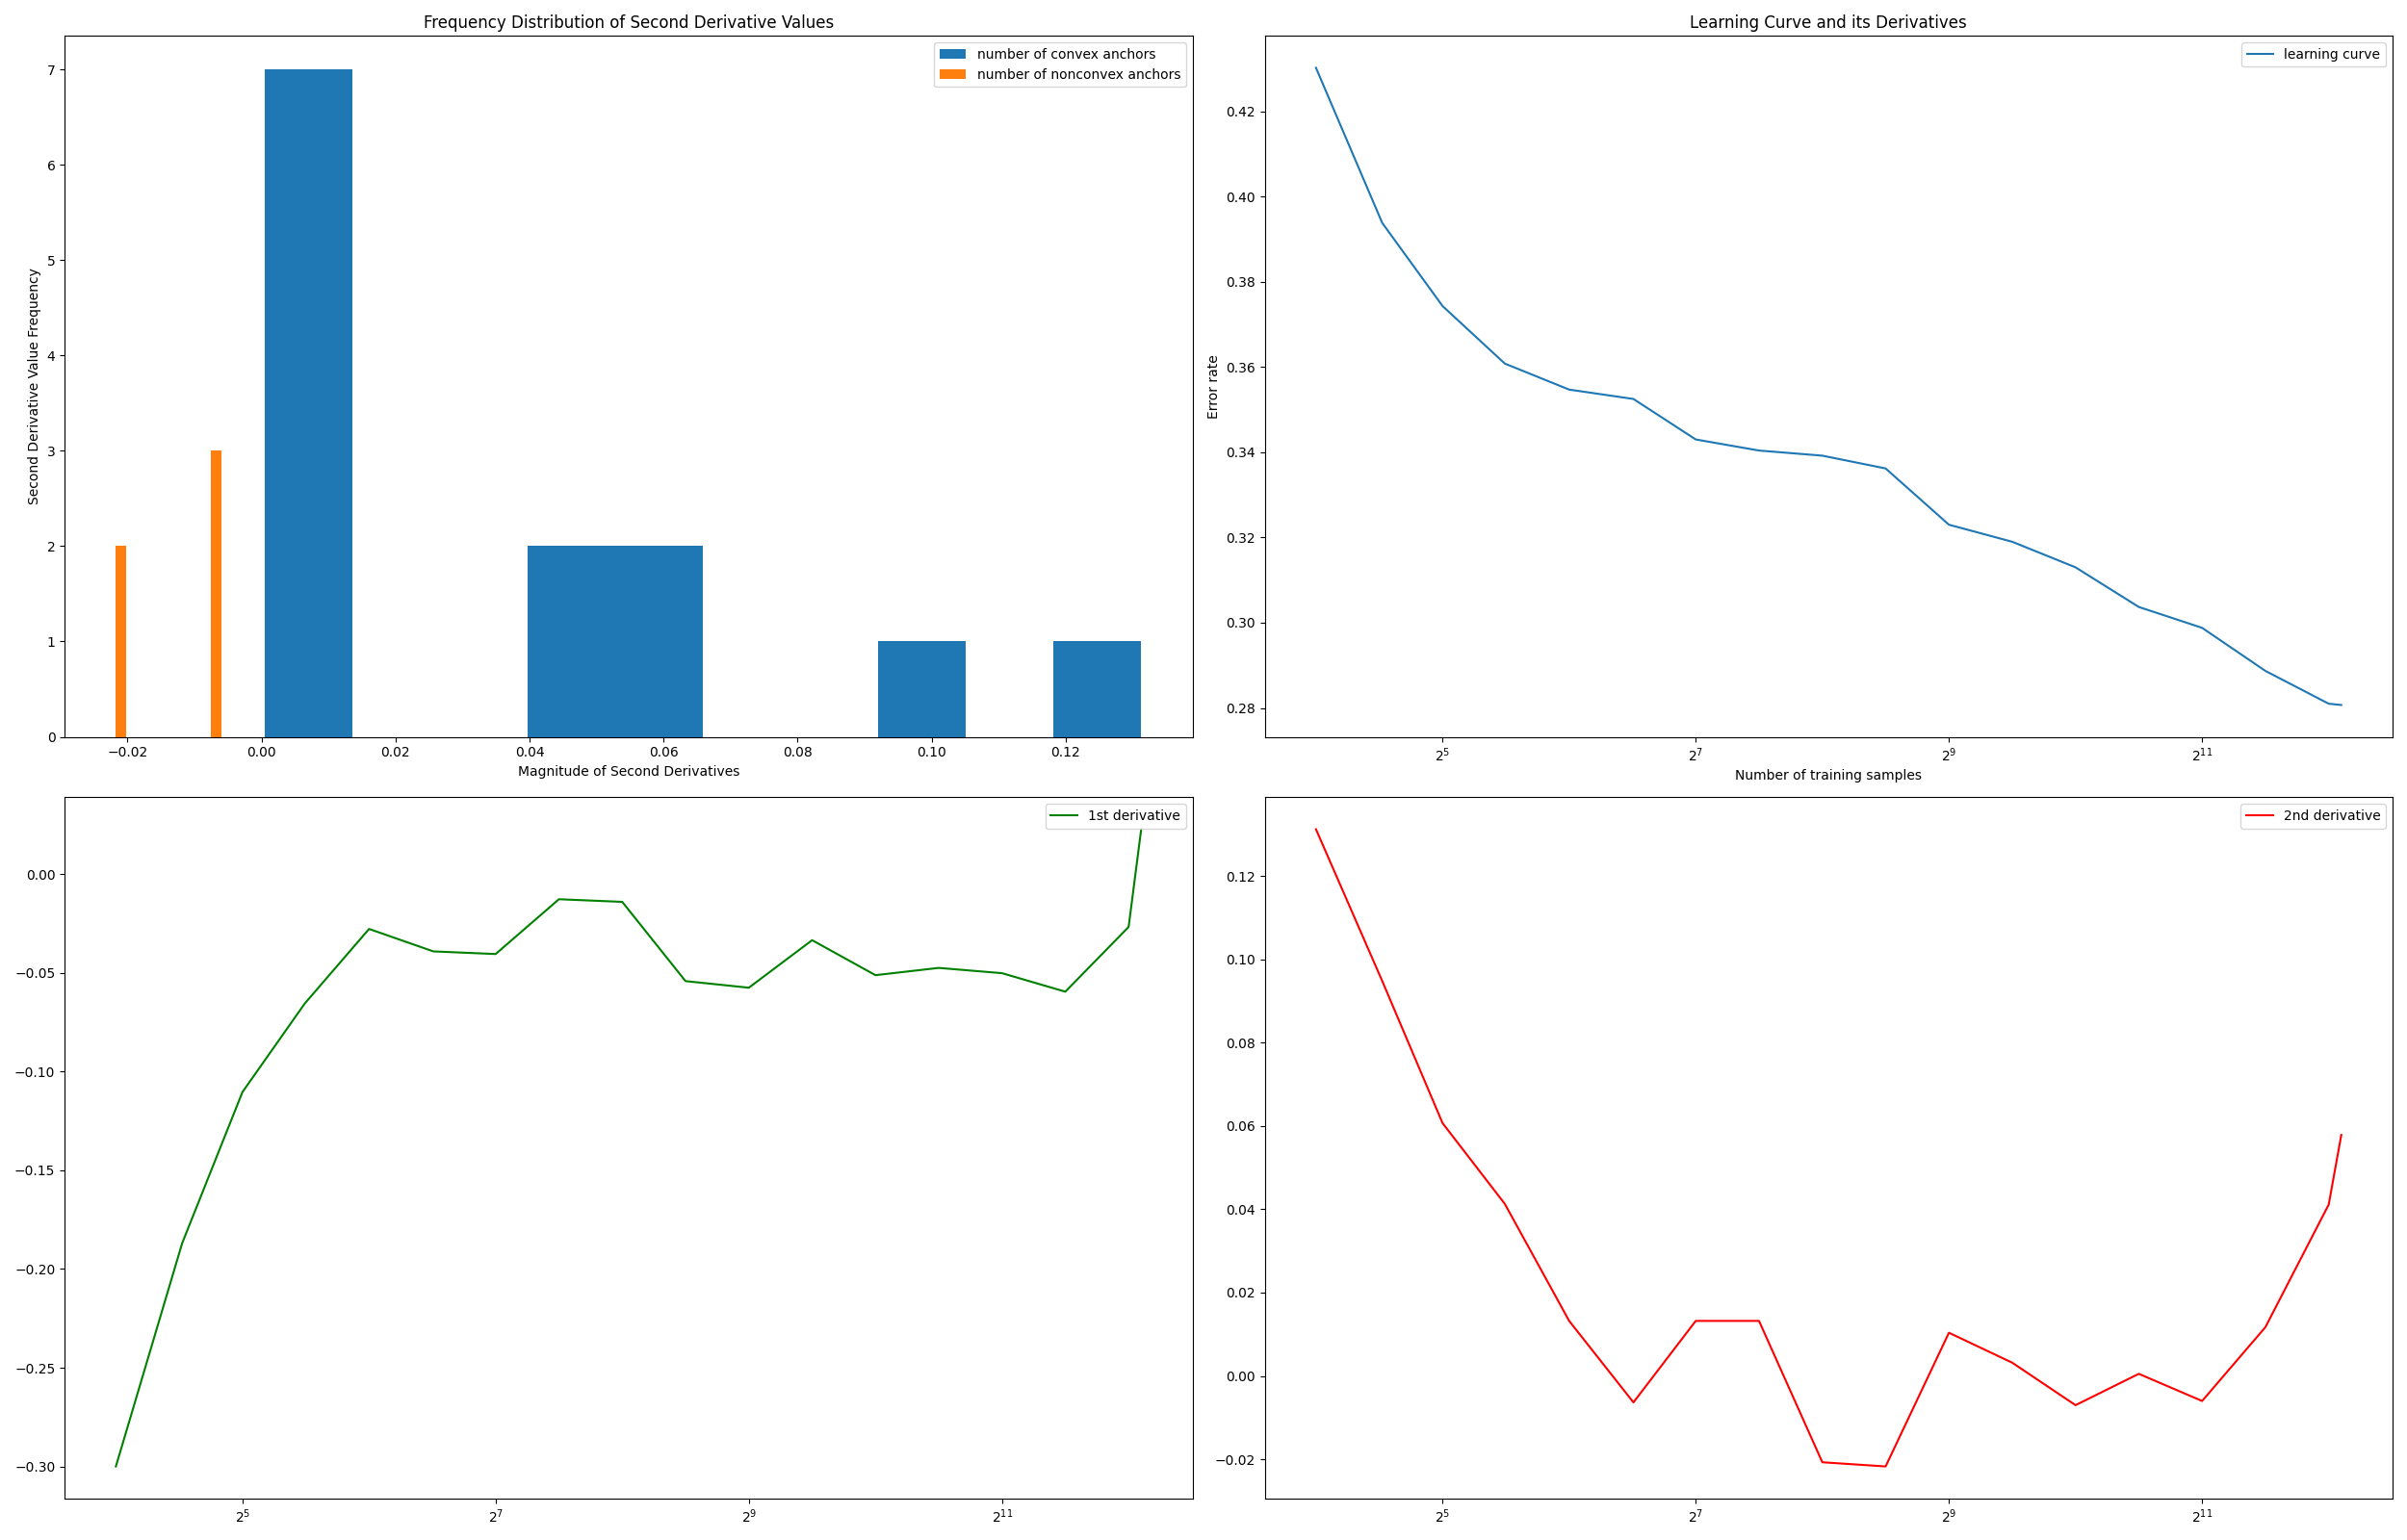 Frequency Distribution of Second Derivative Values
number of convex anchors
number of nonconvex anchors
Second Derivative Value Frequency
7
6
5
4
3
2
1
0
−0.02 0.00 0.02 0.04 0.06 0.08 0.10 0.12
Magnitude of Second Derivatives
Learning Curve and its Derivatives
learning curve
Error rate
0.42
0.40
0.38
0.36
0.34
0.32
0.30
0.28
2^5 2^7 2^9 2^11
Number of training samples
1st derivative
0.00
−0.05
−0.10
−0.15
−0.20
−0.25
−0.30
2^5 2^7 2^9 2^11
2nd derivative
0.12
0.10
0.08
0.06
0.04
0.02
0.00
−0.02
2^5 2^7 2^9 2^11